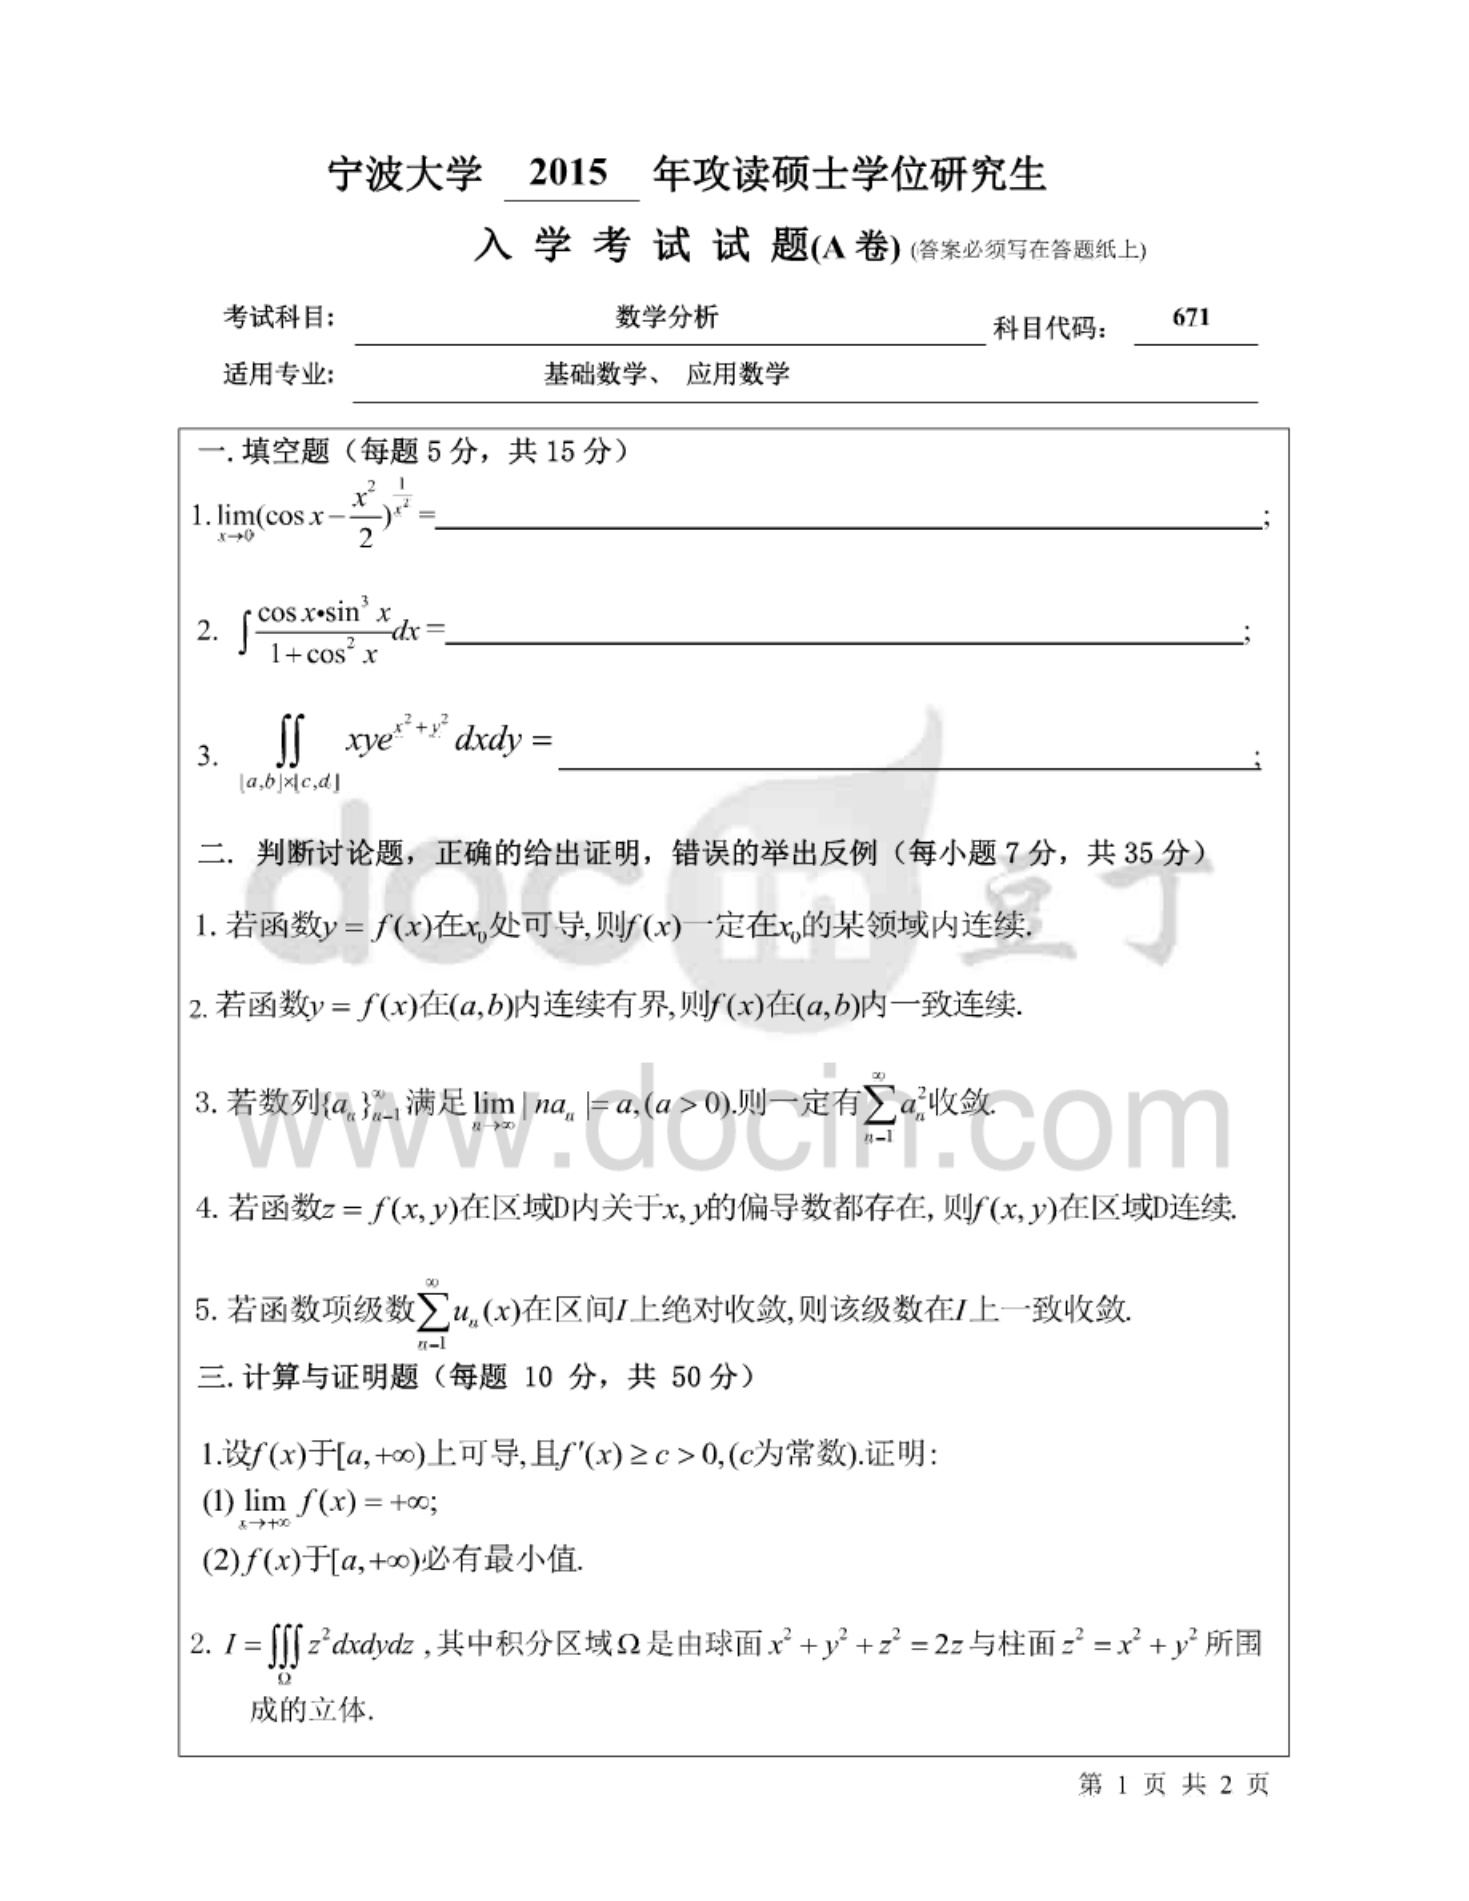 宁波大学 2015 年攻读硕士学位研究生
入 学 考 试 试 题(A 卷) (答案必须写在答题纸上)
考试科目: 数学分析 科目代码: 671
适用专业: 基础数学、 应用数学
一. 填空题（每题 5 分，共 15 分）
1. lim_{x→0}(cos x − x²/2)^{1/x²} = ;
2. ∫ (cos x•sin³ x)/(1+cos² x) dx = ;
3. ∬_{[a,b]×[c,d]} xye^{x²+y²} dxdy = ;
二. 判断讨论题，正确的给出证明，错误的举出反例（每小题 7 分，共 35 分）
1. 若函数y = f(x)在x₀处可导,则f(x)一定在x₀的某领域内连续.
2. 若函数y = f(x)在(a,b)内连续有界,则f(x)在(a,b)内一致连续.
3. 若数列{aₙ}_{n=1}^{∞}满足 lim_{n→∞} | naₙ |= a,(a > 0).则一定有∑_{n=1}^{∞} aₙ²收敛.
4. 若函数z = f(x, y)在区域D内关于x, y的偏导数都存在, 则f(x, y)在区域D连续.
5. 若函数项级数∑_{n=1}^{∞} uₙ(x)在区间I上绝对收敛,则该级数在I上一致收敛.
三. 计算与证明题（每题 10 分，共 50 分）
1.设f(x)于[a,+∞)上可导,且f′(x) ≥ c > 0,(c为常数).证明:
(1) lim_{x→+∞} f(x) = +∞;
(2) f(x)于[a,+∞)必有最小值.
2. I = ∭_Ω z²dxdydz ,其中积分区域 Ω 是由球面 x² + y² + z² = 2z 与柱面 z² = x² + y² 所围
成的立体.
第 1 页 共 2 页
docin 豆丁
www.docin.com